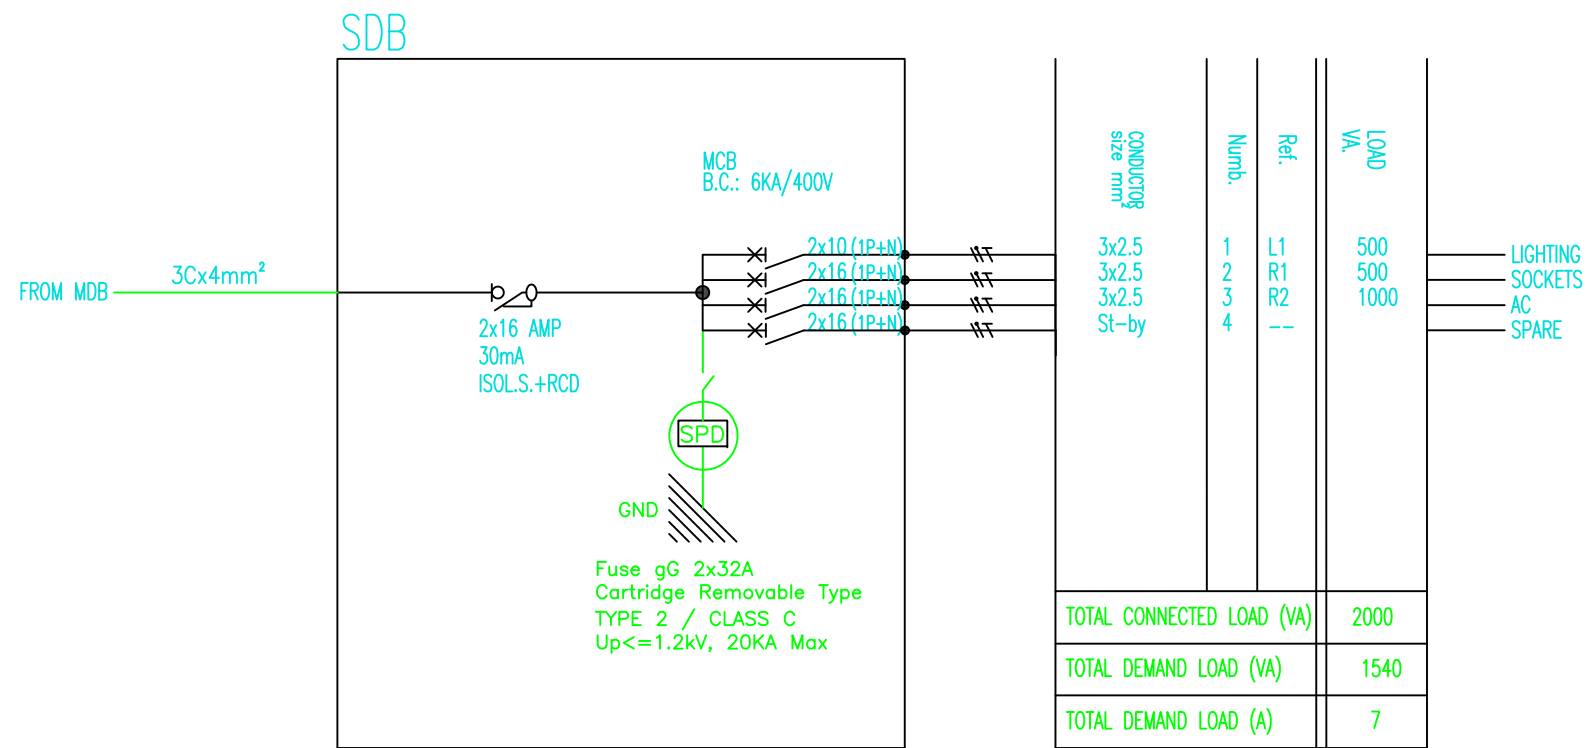 SDB
MCB
B.C.: 6KA/400V
CONDUCTOR
size mm²
Numb.
Ref.
LOAD
VA.
FROM MDB
3Cx4mm²
2x16 AMP
30mA
ISOL.S.+RCD
2x10(1P+N) 3x2.5 1 L1 500 LIGHTING
2x16(1P+N) 3x2.5 2 R1 500 SOCKETS
2x16(1P+N) 3x2.5 3 R2 1000 AC
2x16(1P+N) St-by 4 -- SPARE
SPD
GND
Fuse gG 2x32A
Cartridge Removable Type
TYPE 2 / CLASS C
Up<=1.2kV, 20KA Max
TOTAL CONNECTED LOAD (VA) 2000
TOTAL DEMAND LOAD (VA) 1540
TOTAL DEMAND LOAD (A) 7